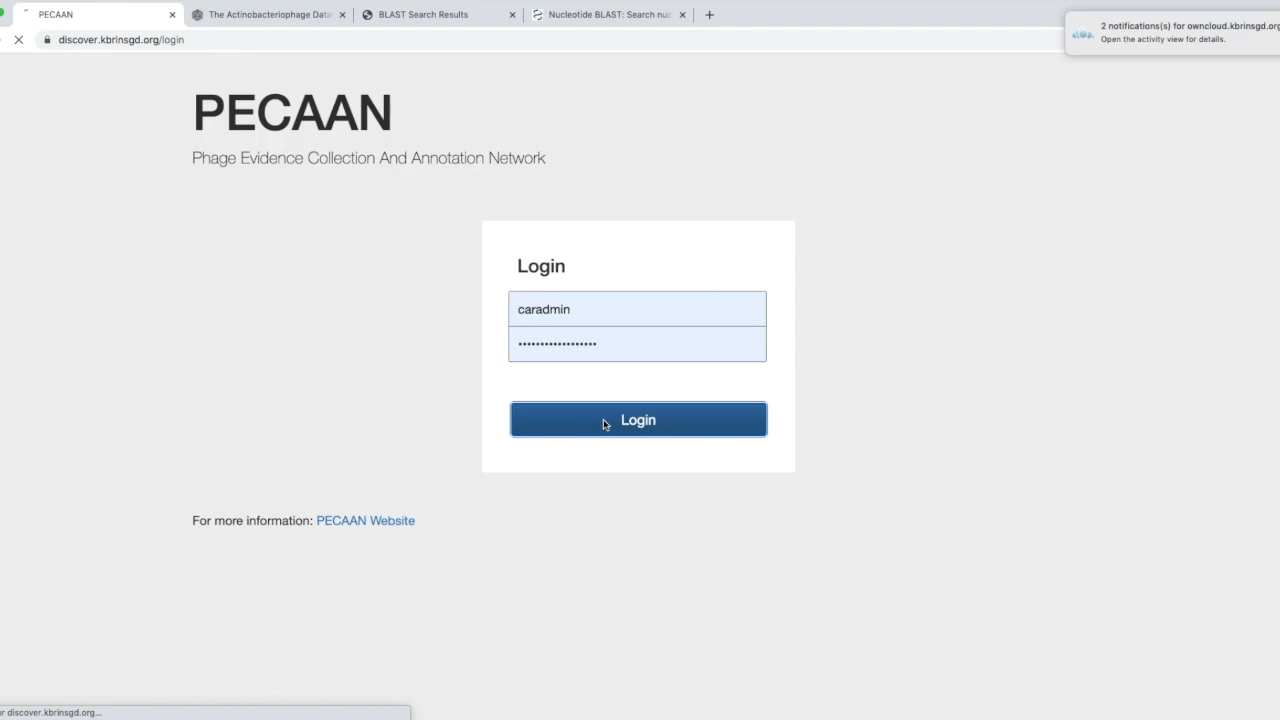 PECAAN
The Actinobacteriophage Data
BLAST Search Results
Nucleotide BLAST: Search nuc
discover.kbrinsgd.org/login
2 notifications(s) for owncloud.kbrinsgd.org
Open the activity view for details.
PECAAN
Phage Evidence Collection And Annotation Network
Login
caradmin
••••••••••••••••••
Login
For more information: PECAAN Website
or discover.kbrinsgd.org...